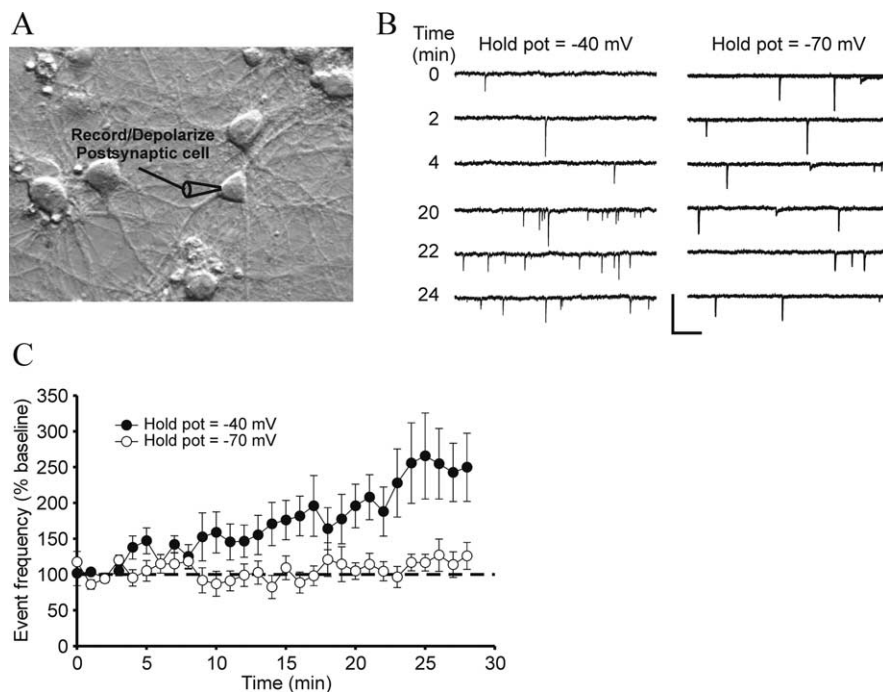 A
Record/Depolarize
Postsynaptic cell
B
Time
(min)
Hold pot = -40 mV
Hold pot = -70 mV
0
2
4
20
22
24
C
Event frequency (% baseline)
350
300
250
200
150
100
50
0
Hold pot = -40 mV
Hold pot = -70 mV
0
5
10
15
20
25
30
Time (min)